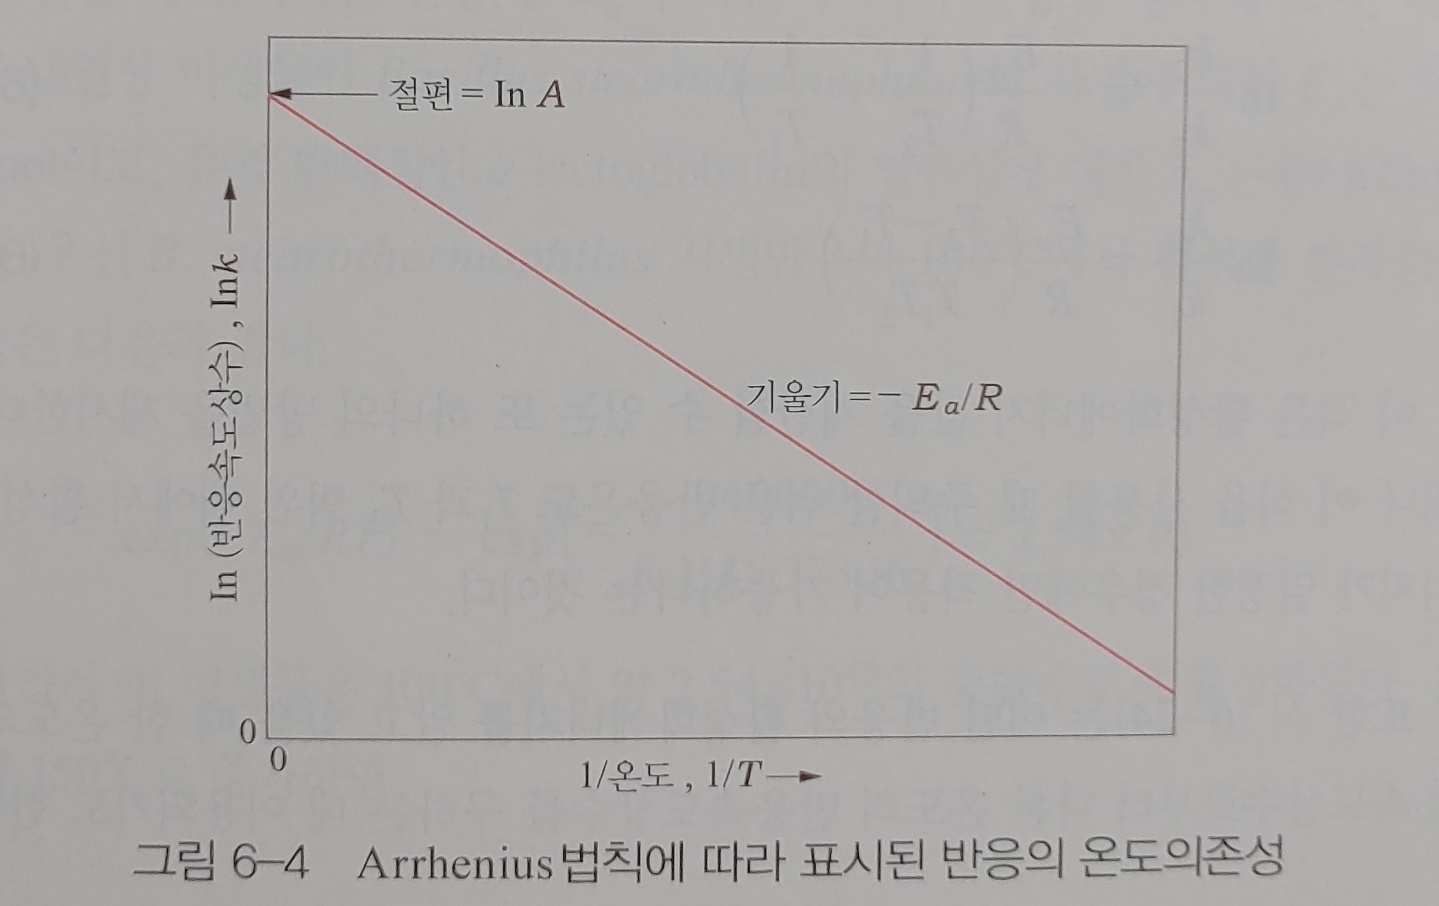 절편= In A
In (반응속도상수) , Ink
기울기=− Ea/R
0
0
1/온도 , 1/T
그림 6–4 Arrhenius법칙에 따라 표시된 반응의 온도의존성